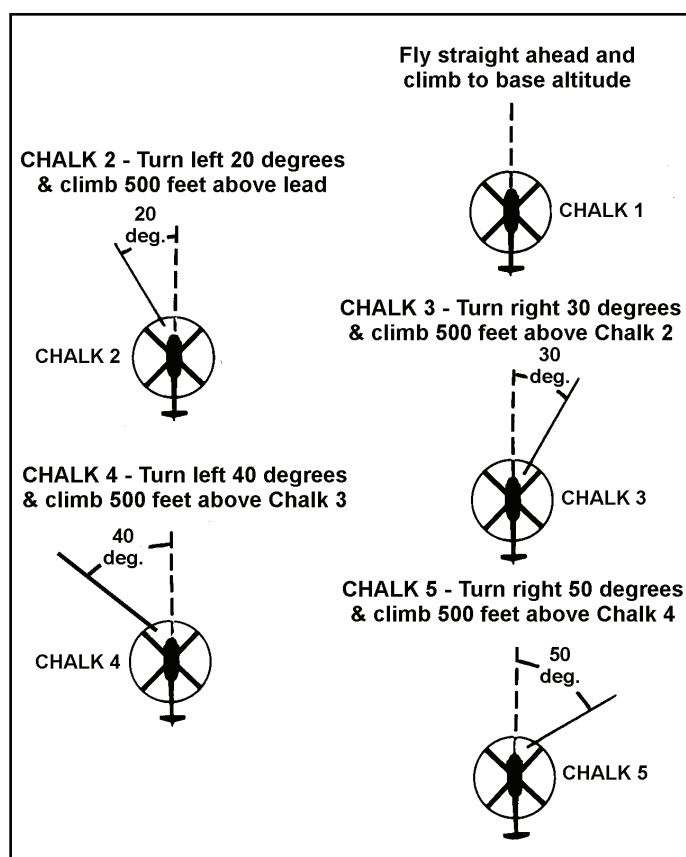 Fly straight ahead and
climb to base altitude
CHALK 1
CHALK 2 - Turn left 20 degrees
& climb 500 feet above lead
20
deg.
CHALK 2
CHALK 3 - Turn right 30 degrees
& climb 500 feet above Chalk 2
30
deg.
CHALK 3
CHALK 4 - Turn left 40 degrees
& climb 500 feet above Chalk 3
40
deg.
CHALK 4
CHALK 5 - Turn right 50 degrees
& climb 500 feet above Chalk 4
50
deg.
CHALK 5